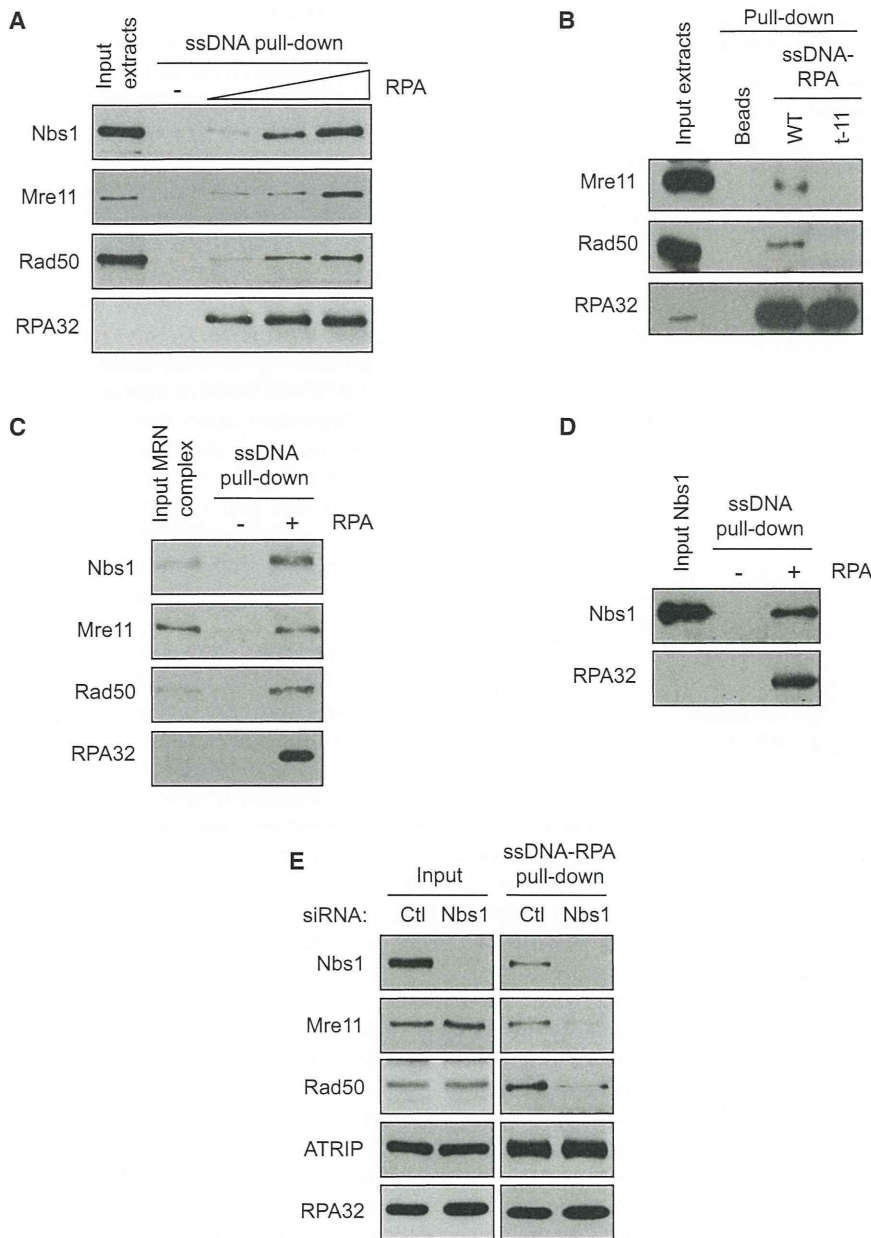 A
Input
extracts
ssDNA pull-down
-
RPA
Nbs1
Mre11
Rad50
RPA32
B
Input extracts
Pull-down
Beads
ssDNA-
RPA
WT
t-11
Mre11
Rad50
RPA32
C
Input MRN
complex
ssDNA
pull-down
- + RPA
Nbs1
Mre11
Rad50
RPA32
D
Input Nbs1
ssDNA
pull-down
- + RPA
Nbs1
RPA32
E
Input
ssDNA-RPA
pull-down
siRNA: Ctl Nbs1 Ctl Nbs1
Nbs1
Mre11
Rad50
ATRIP
RPA32